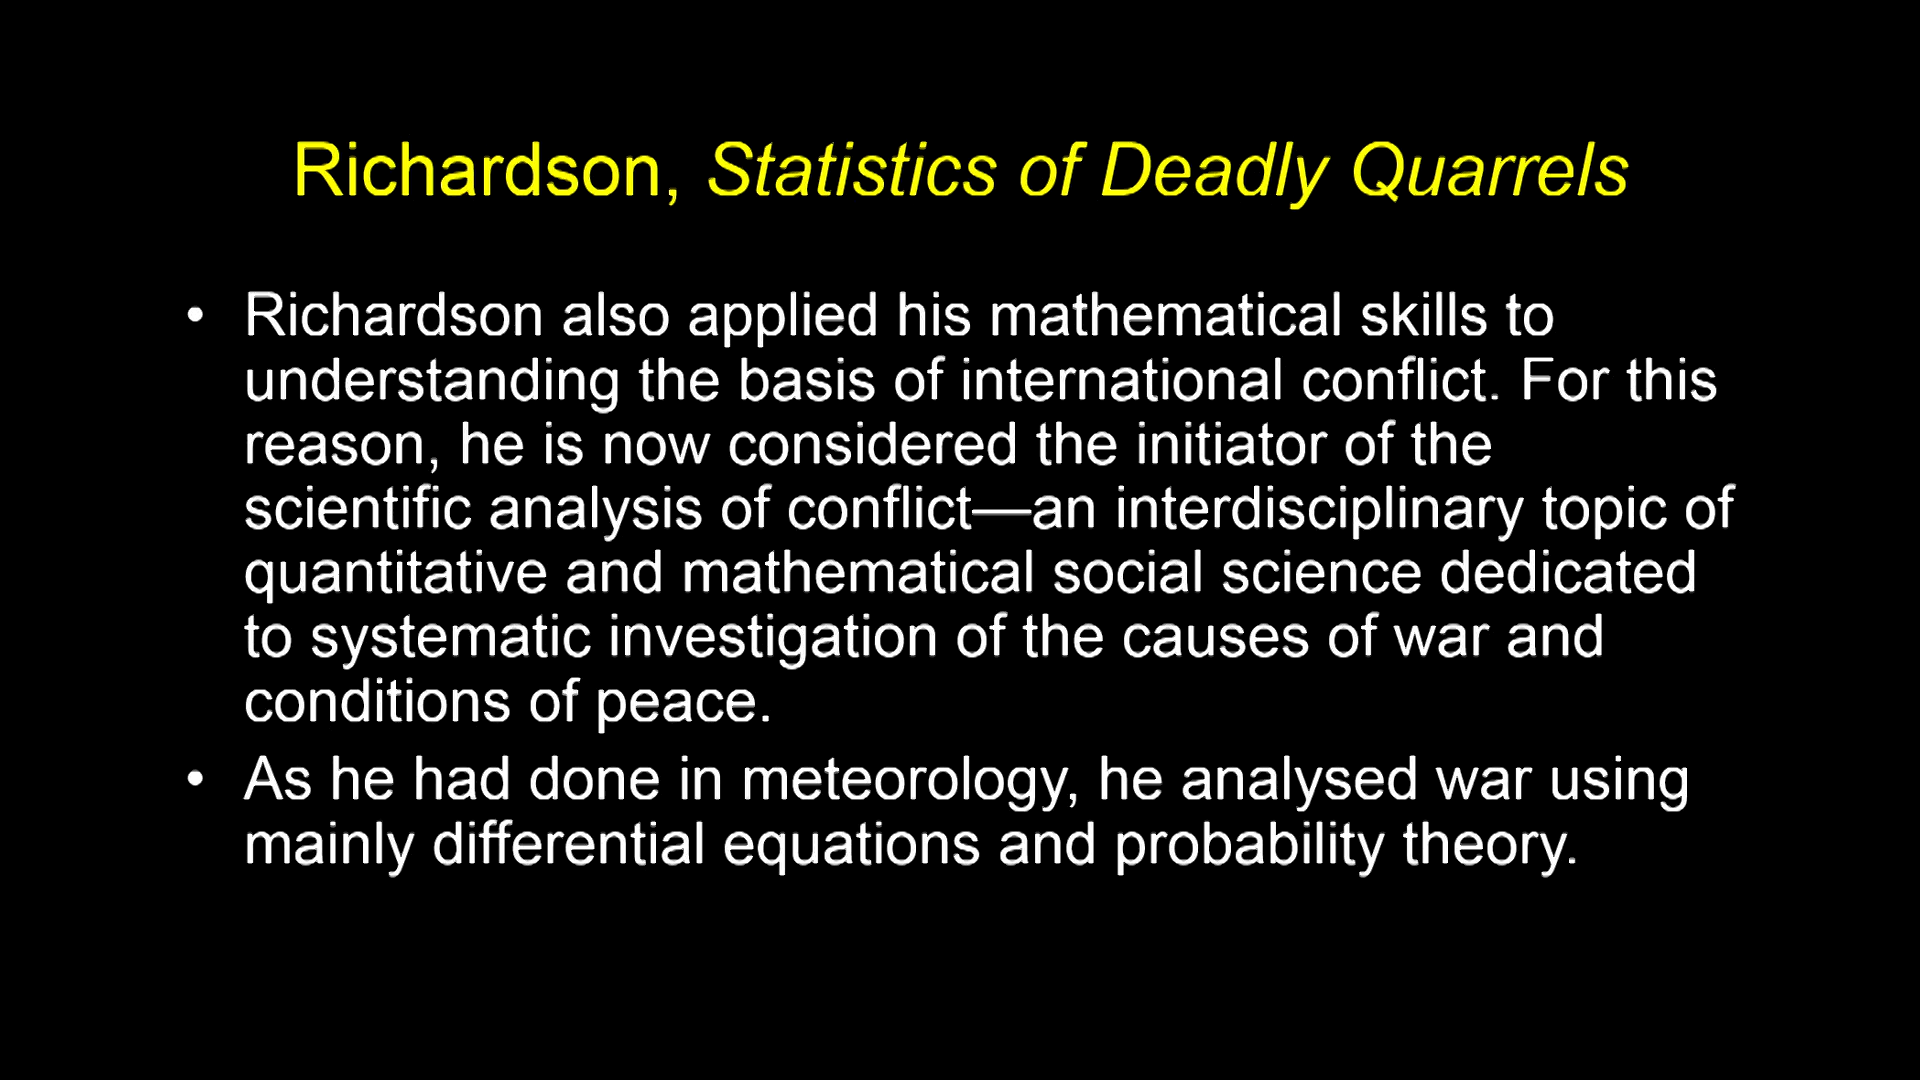 Richardson, Statistics of Deadly Quarrels
• Richardson also applied his mathematical skills to
understanding the basis of international conflict. For this
reason, he is now considered the initiator of the
scientific analysis of conflict—an interdisciplinary topic of
quantitative and mathematical social science dedicated
to systematic investigation of the causes of war and
conditions of peace.
• As he had done in meteorology, he analysed war using
mainly differential equations and probability theory.